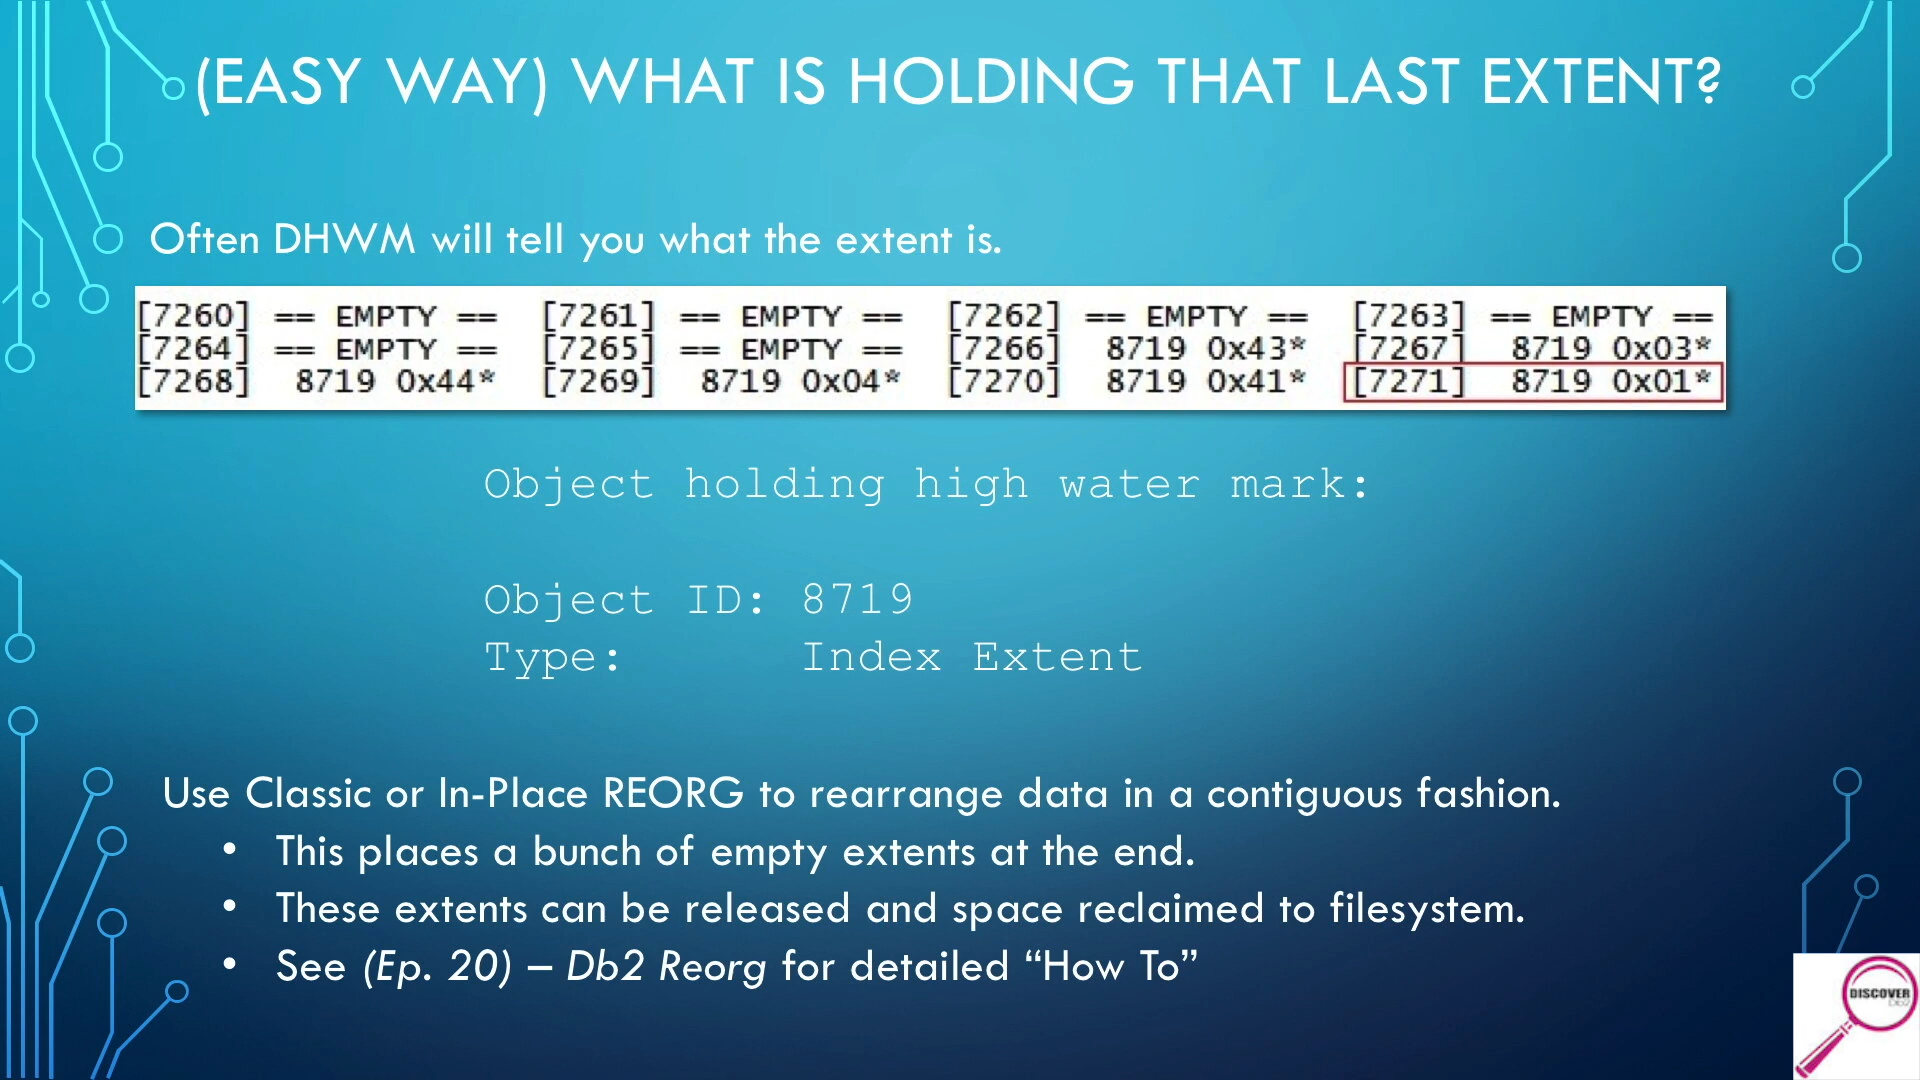 (EASY WAY) WHAT IS HOLDING THAT LAST EXTENT?
Often DHWM will tell you what the extent is.
[7260] == EMPTY == [7261] == EMPTY == [7262] == EMPTY == [7263] == EMPTY ==
[7264] == EMPTY == [7265] == EMPTY == [7266] 8719 0x43* [7267] 8719 0x03*
[7268] 8719 0x44* [7269] 8719 0x04* [7270] 8719 0x41* [7271] 8719 0x01*
Object holding high water mark:
Object ID: 8719
Type: Index Extent
Use Classic or In-Place REORG to rearrange data in a contiguous fashion.
• This places a bunch of empty extents at the end.
• These extents can be released and space reclaimed to filesystem.
• See (Ep. 20) – Db2 Reorg for detailed “How To”
DISCOVER
Db2